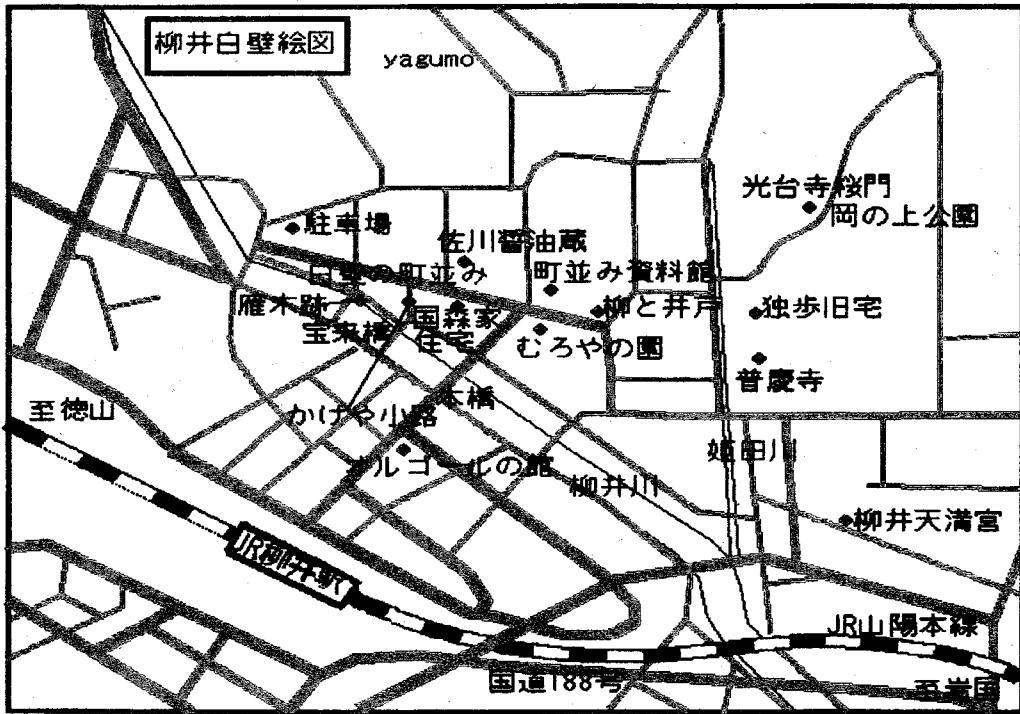 柳井白壁絵図
yagumo
光台寺桜門
岡の上公園
駐車場
佐川醤油蔵
白壁の町並み
町並み資料館
雁木跡
宝来橋
国森家
住宅
柳と井戸
独歩旧宅
むろやの園
普慶寺
至徳山
かげや小路
本橋
オルゴールの館
姫田川
柳井川
柳井天満宮
JR柳井駅
JR山陽本線
国道188号
至岩国